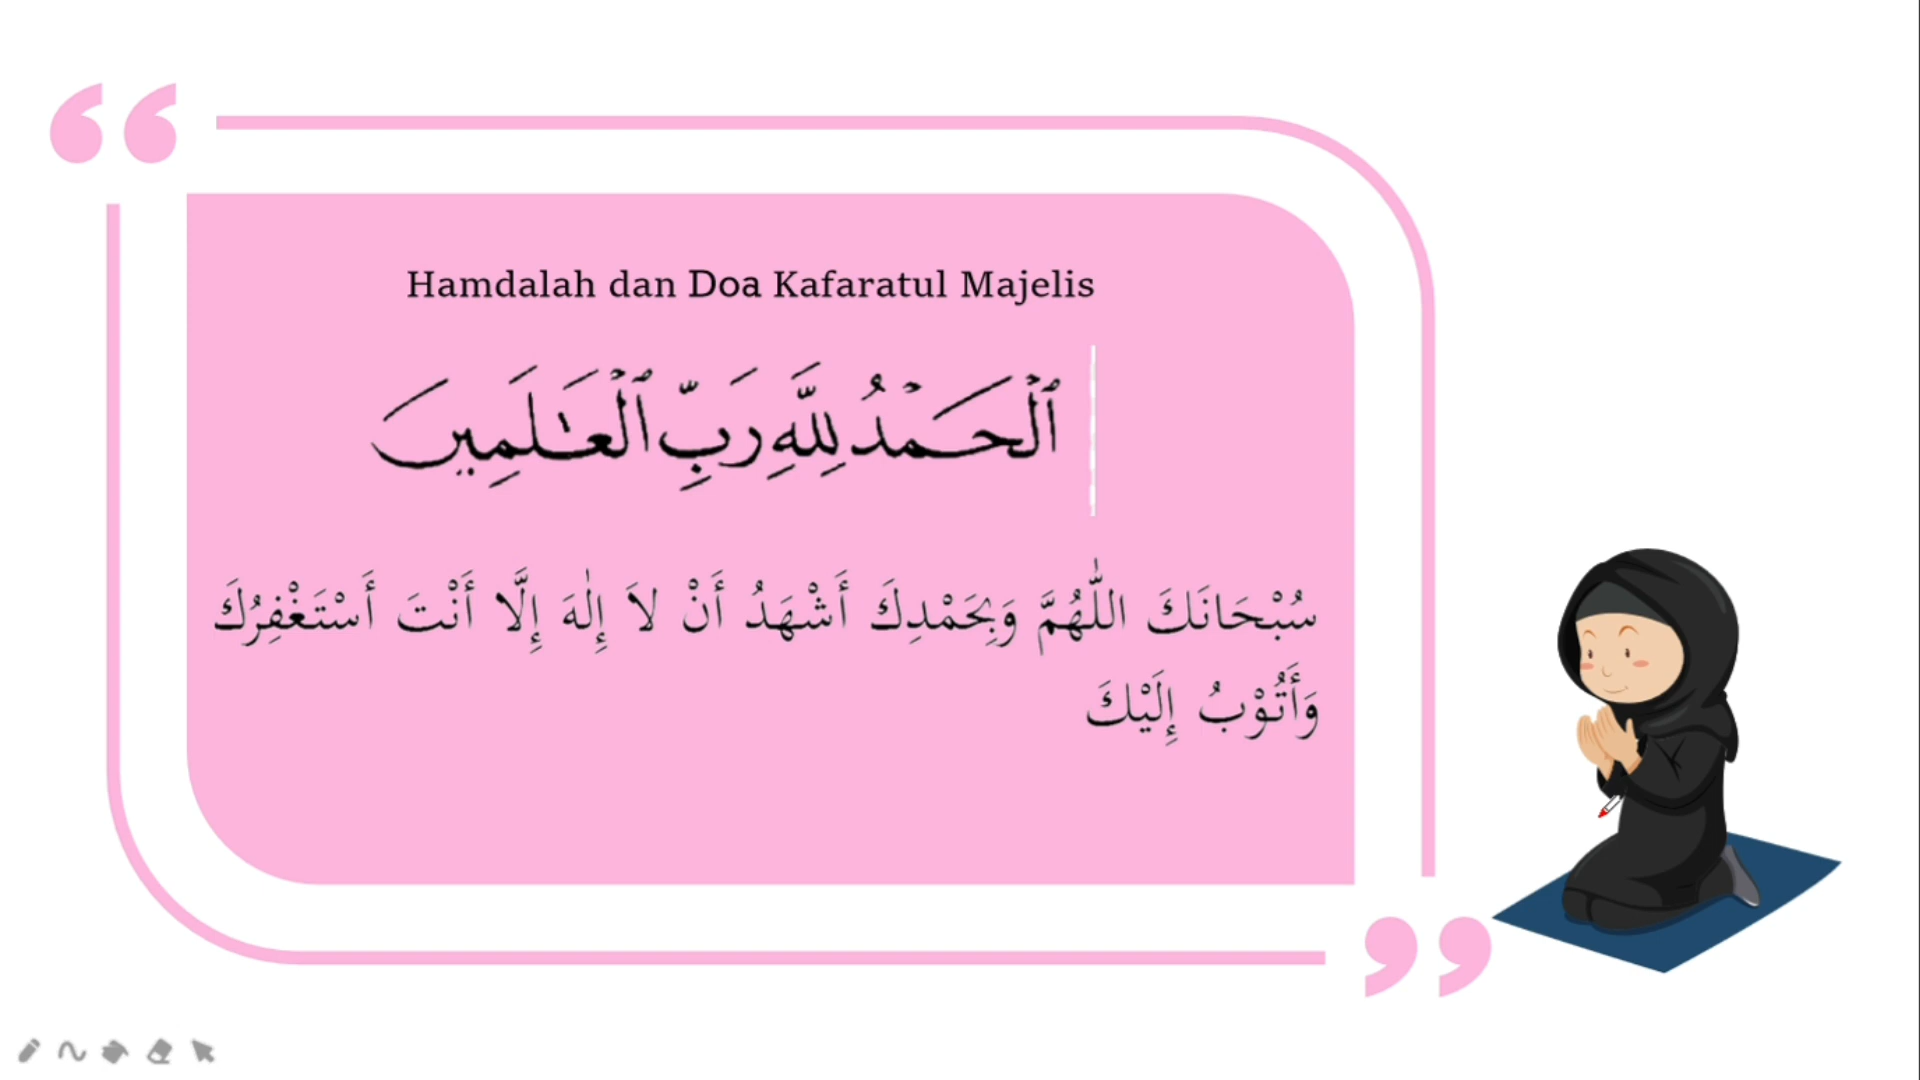 Hamdalah dan Doa Kafaratul Majelis
ٱلْحَمْدُ لِلَّهِ رَبِّ ٱلْعَـٰلَمِينَ
سُبْحَانَكَ اللّٰهُمَّ وَبِحَمْدِكَ أَشْهَدُ أَنْ لاَ إِلٰهَ إِلَّا أَنْتَ أَسْتَغْفِرُكَ
وَأَتُوْبُ إِلَيْكَ